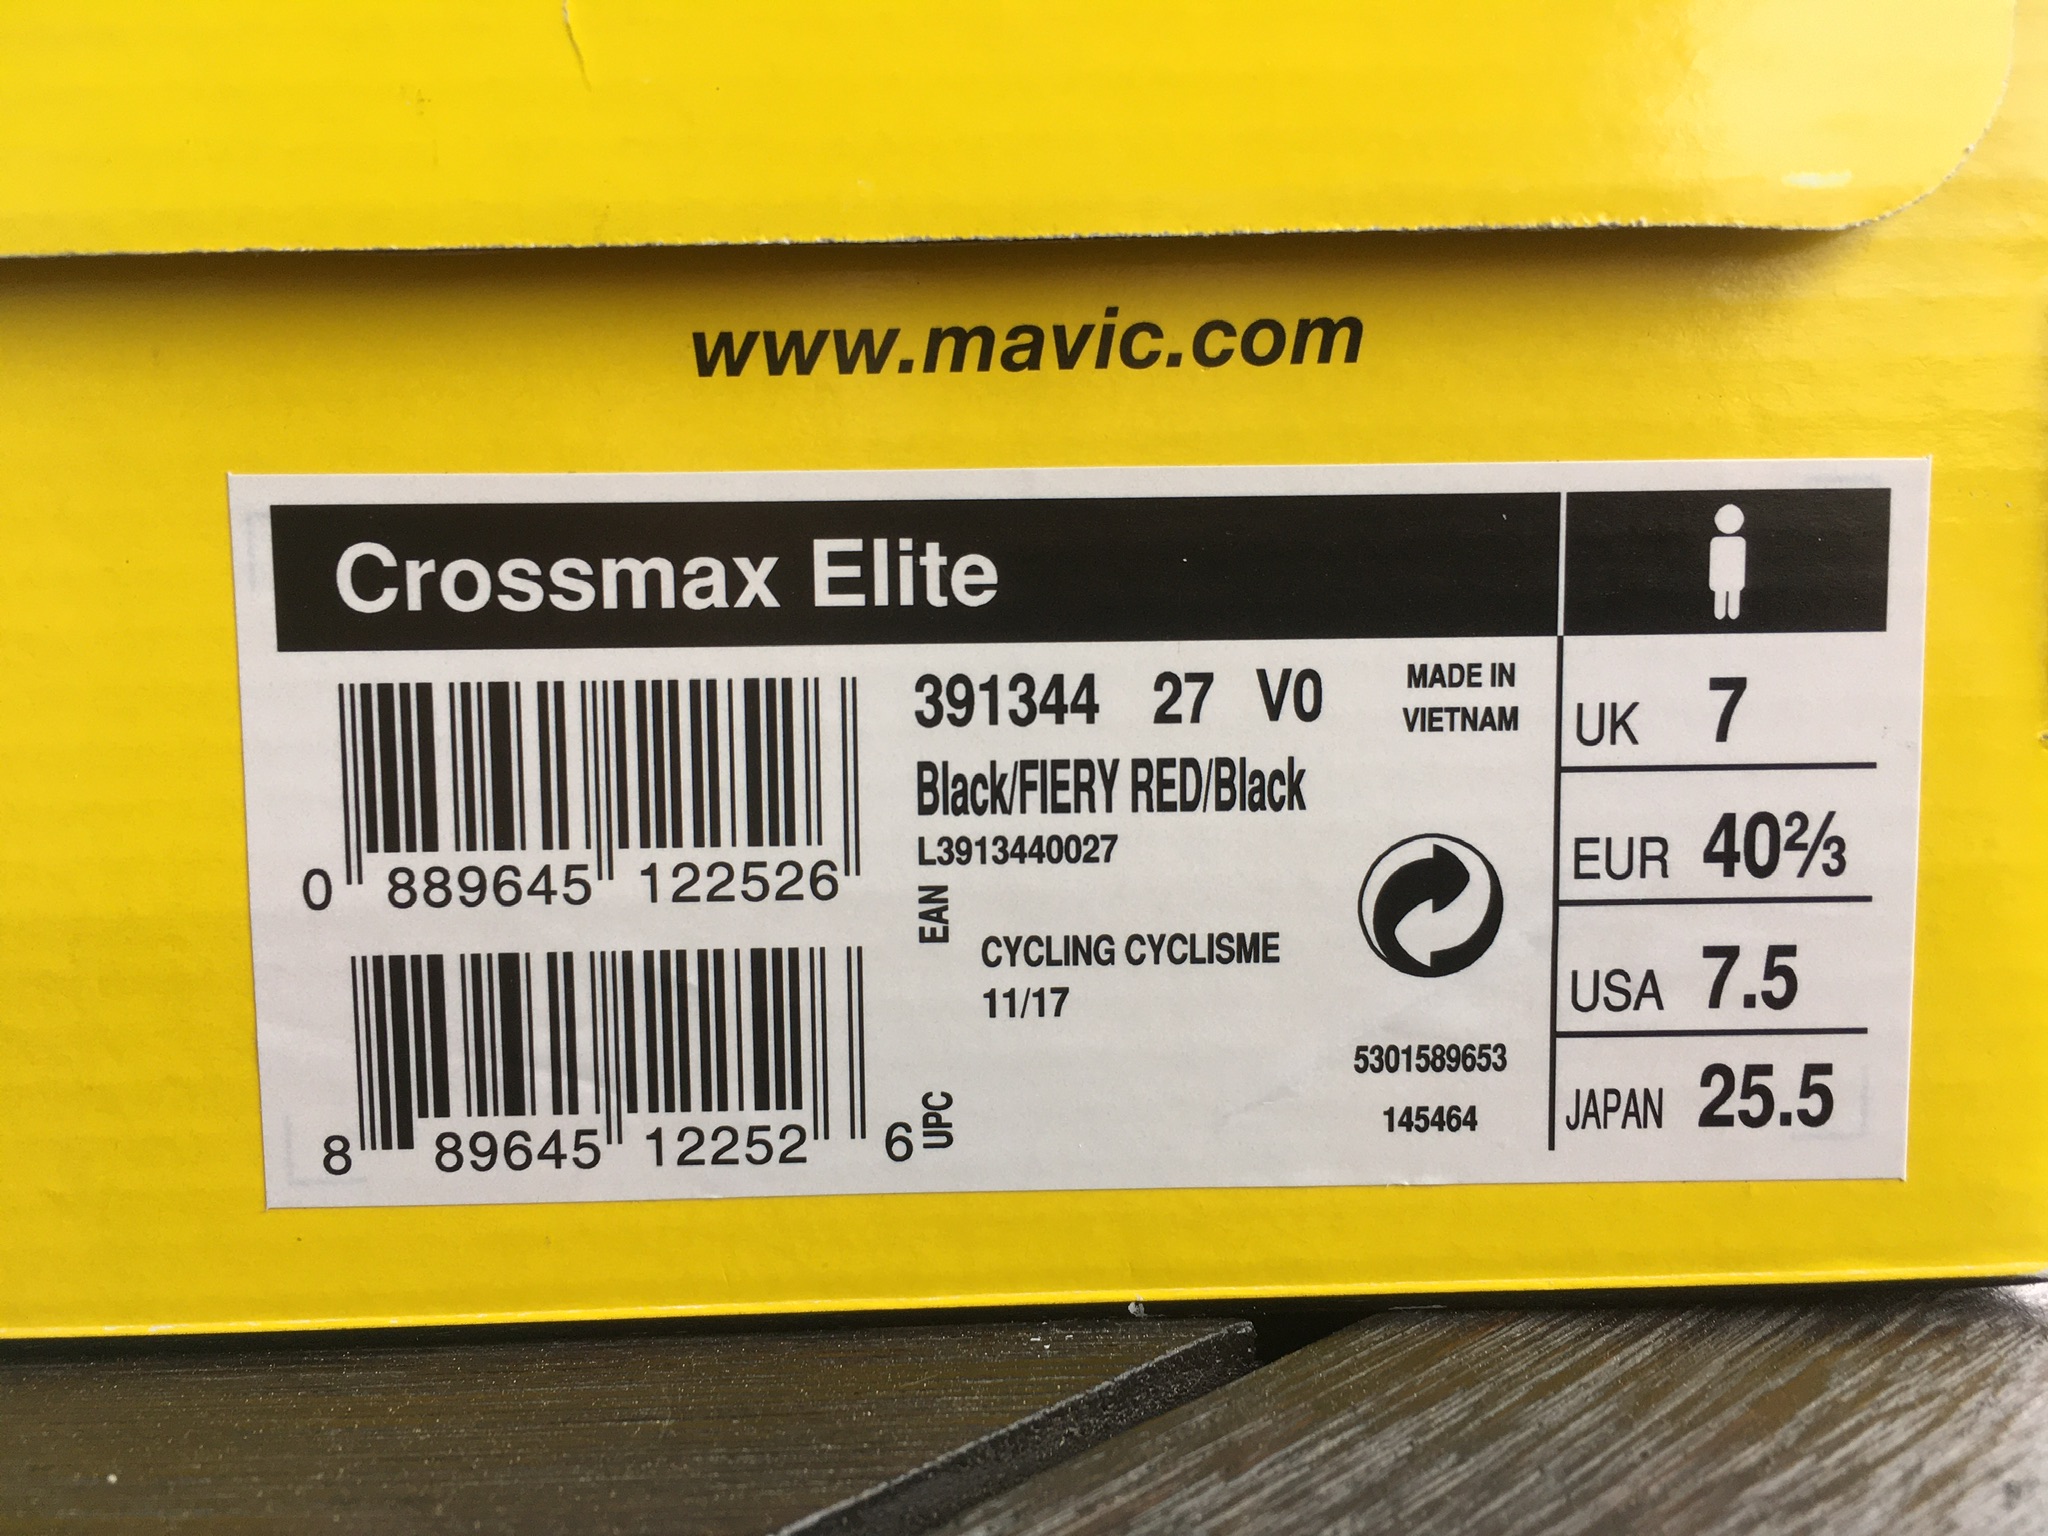 www.mavic.com
Crossmax Elite
391344 27 V0
MADE IN
VIETNAM
Black/FIERY RED/Black
L3913440027
0 889645 122526
EAN
CYCLING CYCLISME
11/17
8 89645 12252 6
UPC
5301589653
145464
UK 7
EUR 40⅔
USA 7.5
JAPAN 25.5